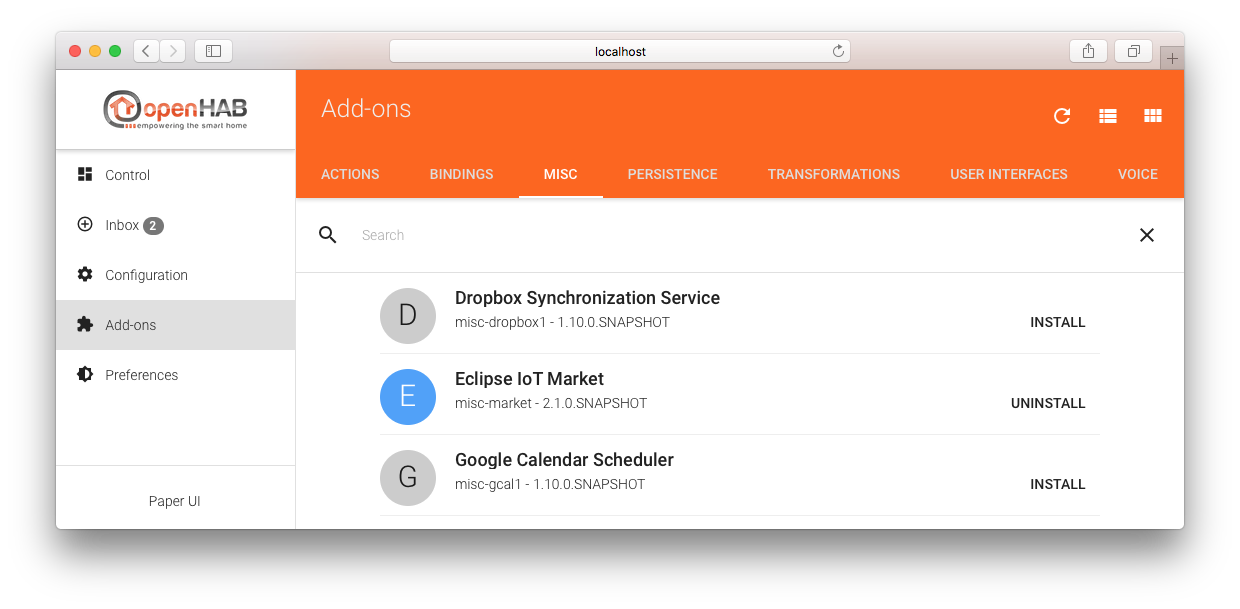 localhost
openHAB
empowering the smart home
Control
Inbox 2
Configuration
Add-ons
Preferences
Paper UI
Add-ons
ACTIONS BINDINGS MISC PERSISTENCE TRANSFORMATIONS USER INTERFACES VOICE
Search
D
Dropbox Synchronization Service
misc-dropbox1 - 1.10.0.SNAPSHOT
INSTALL
E
Eclipse IoT Market
misc-market - 2.1.0.SNAPSHOT
UNINSTALL
G
Google Calendar Scheduler
misc-gcal1 - 1.10.0.SNAPSHOT
INSTALL